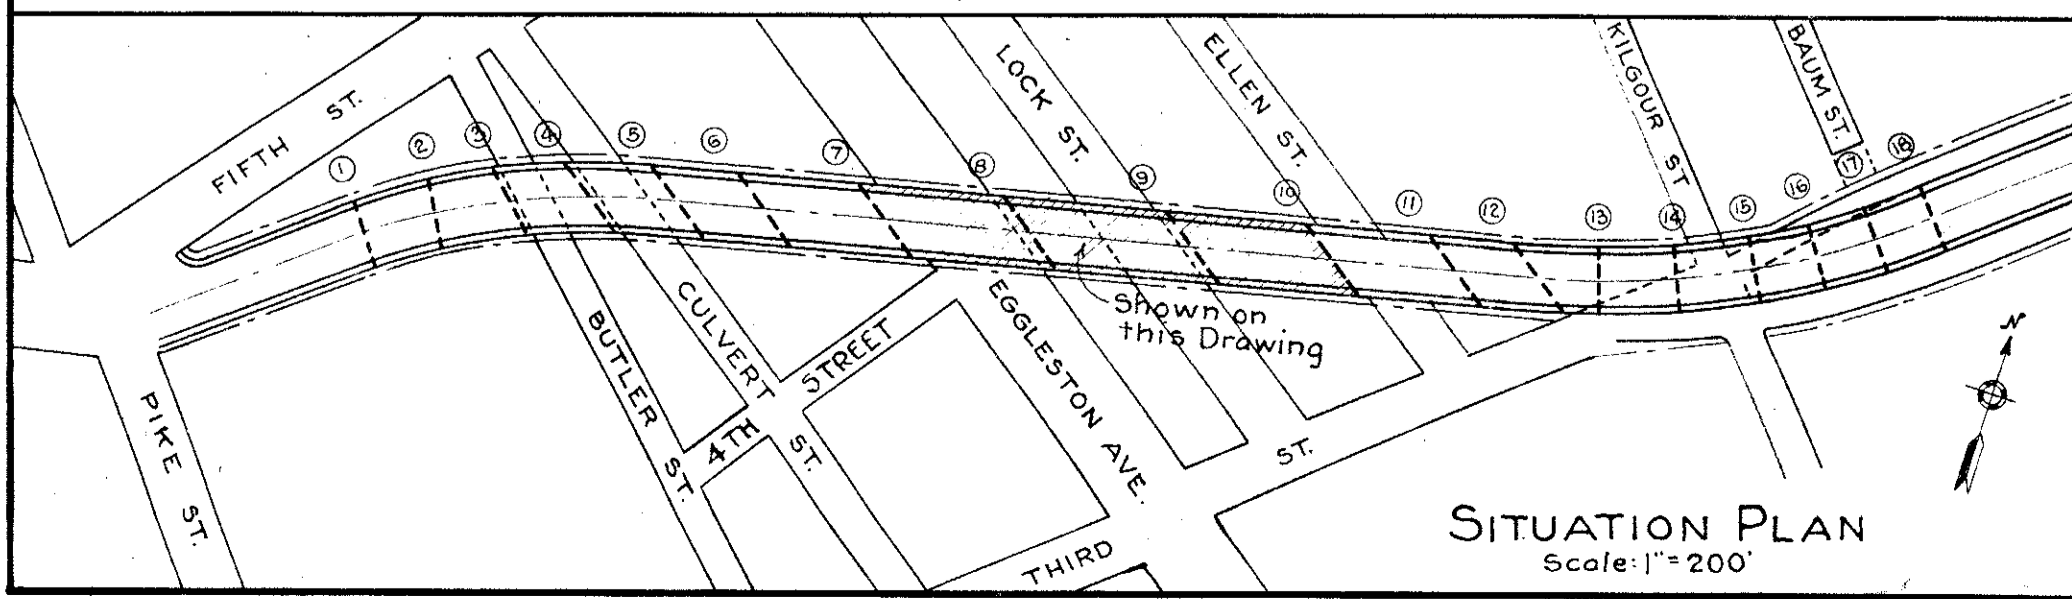 FIFTH ST.
1
2
3
4
5
6
7
8
9
10
11
12
13
14
15
16
17
18
LOCK ST.
ELLEN ST.
KILGOUR ST
BAUM ST.
PIKE ST.
BUTLER ST.
CULVERT ST.
4TH STREET
EGGLESTON AVE.
THIRD ST.
Shown on
this Drawing
N
SITUATION PLAN
Scale: 1" = 200'